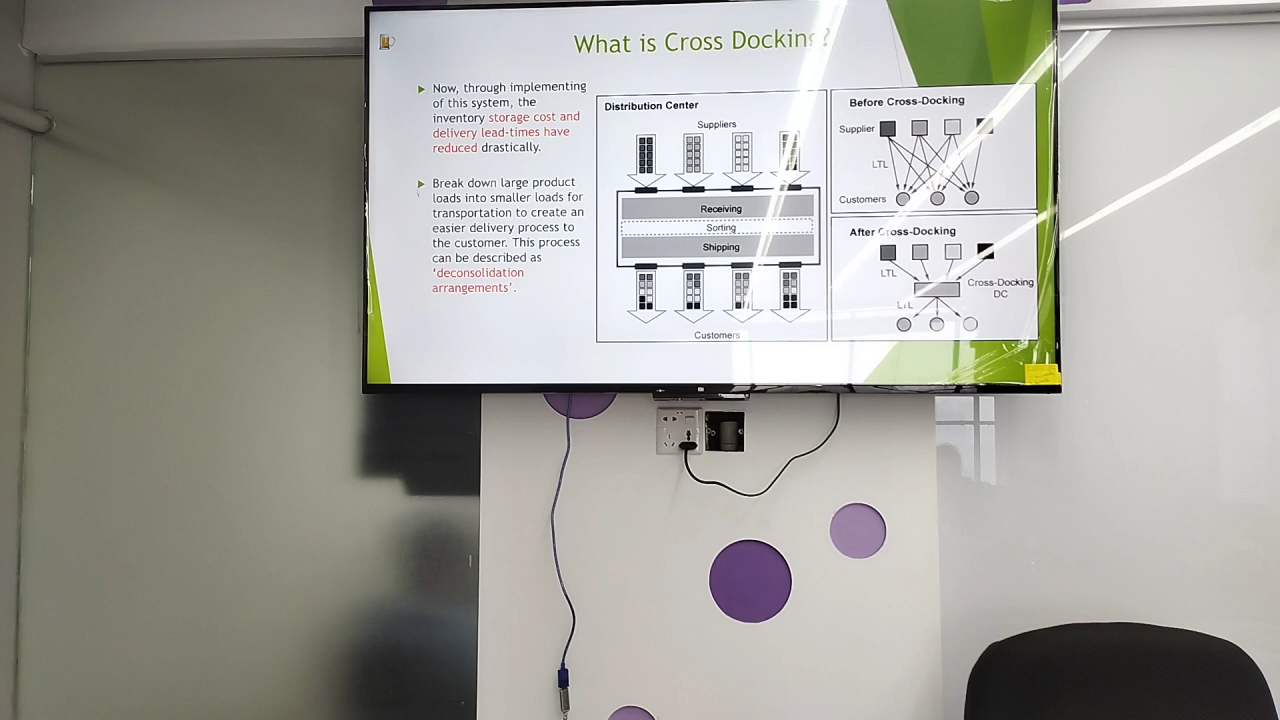 What is Cross Docking?
Now, through implementing
of this system, the
inventory storage cost and
delivery lead-times have
reduced drastically.
Break down large product
loads into smaller loads for
transportation to create an
easier delivery process to
the customer. This process
can be described as
‘deconsolidation
arrangements’.
Distribution Center
Suppliers
Receiving
Sorting
Shipping
Customers
Before Cross-Docking
Supplier
LTL
Customers
After Cross-Docking
LTL
Cross-Docking
DC
LTL